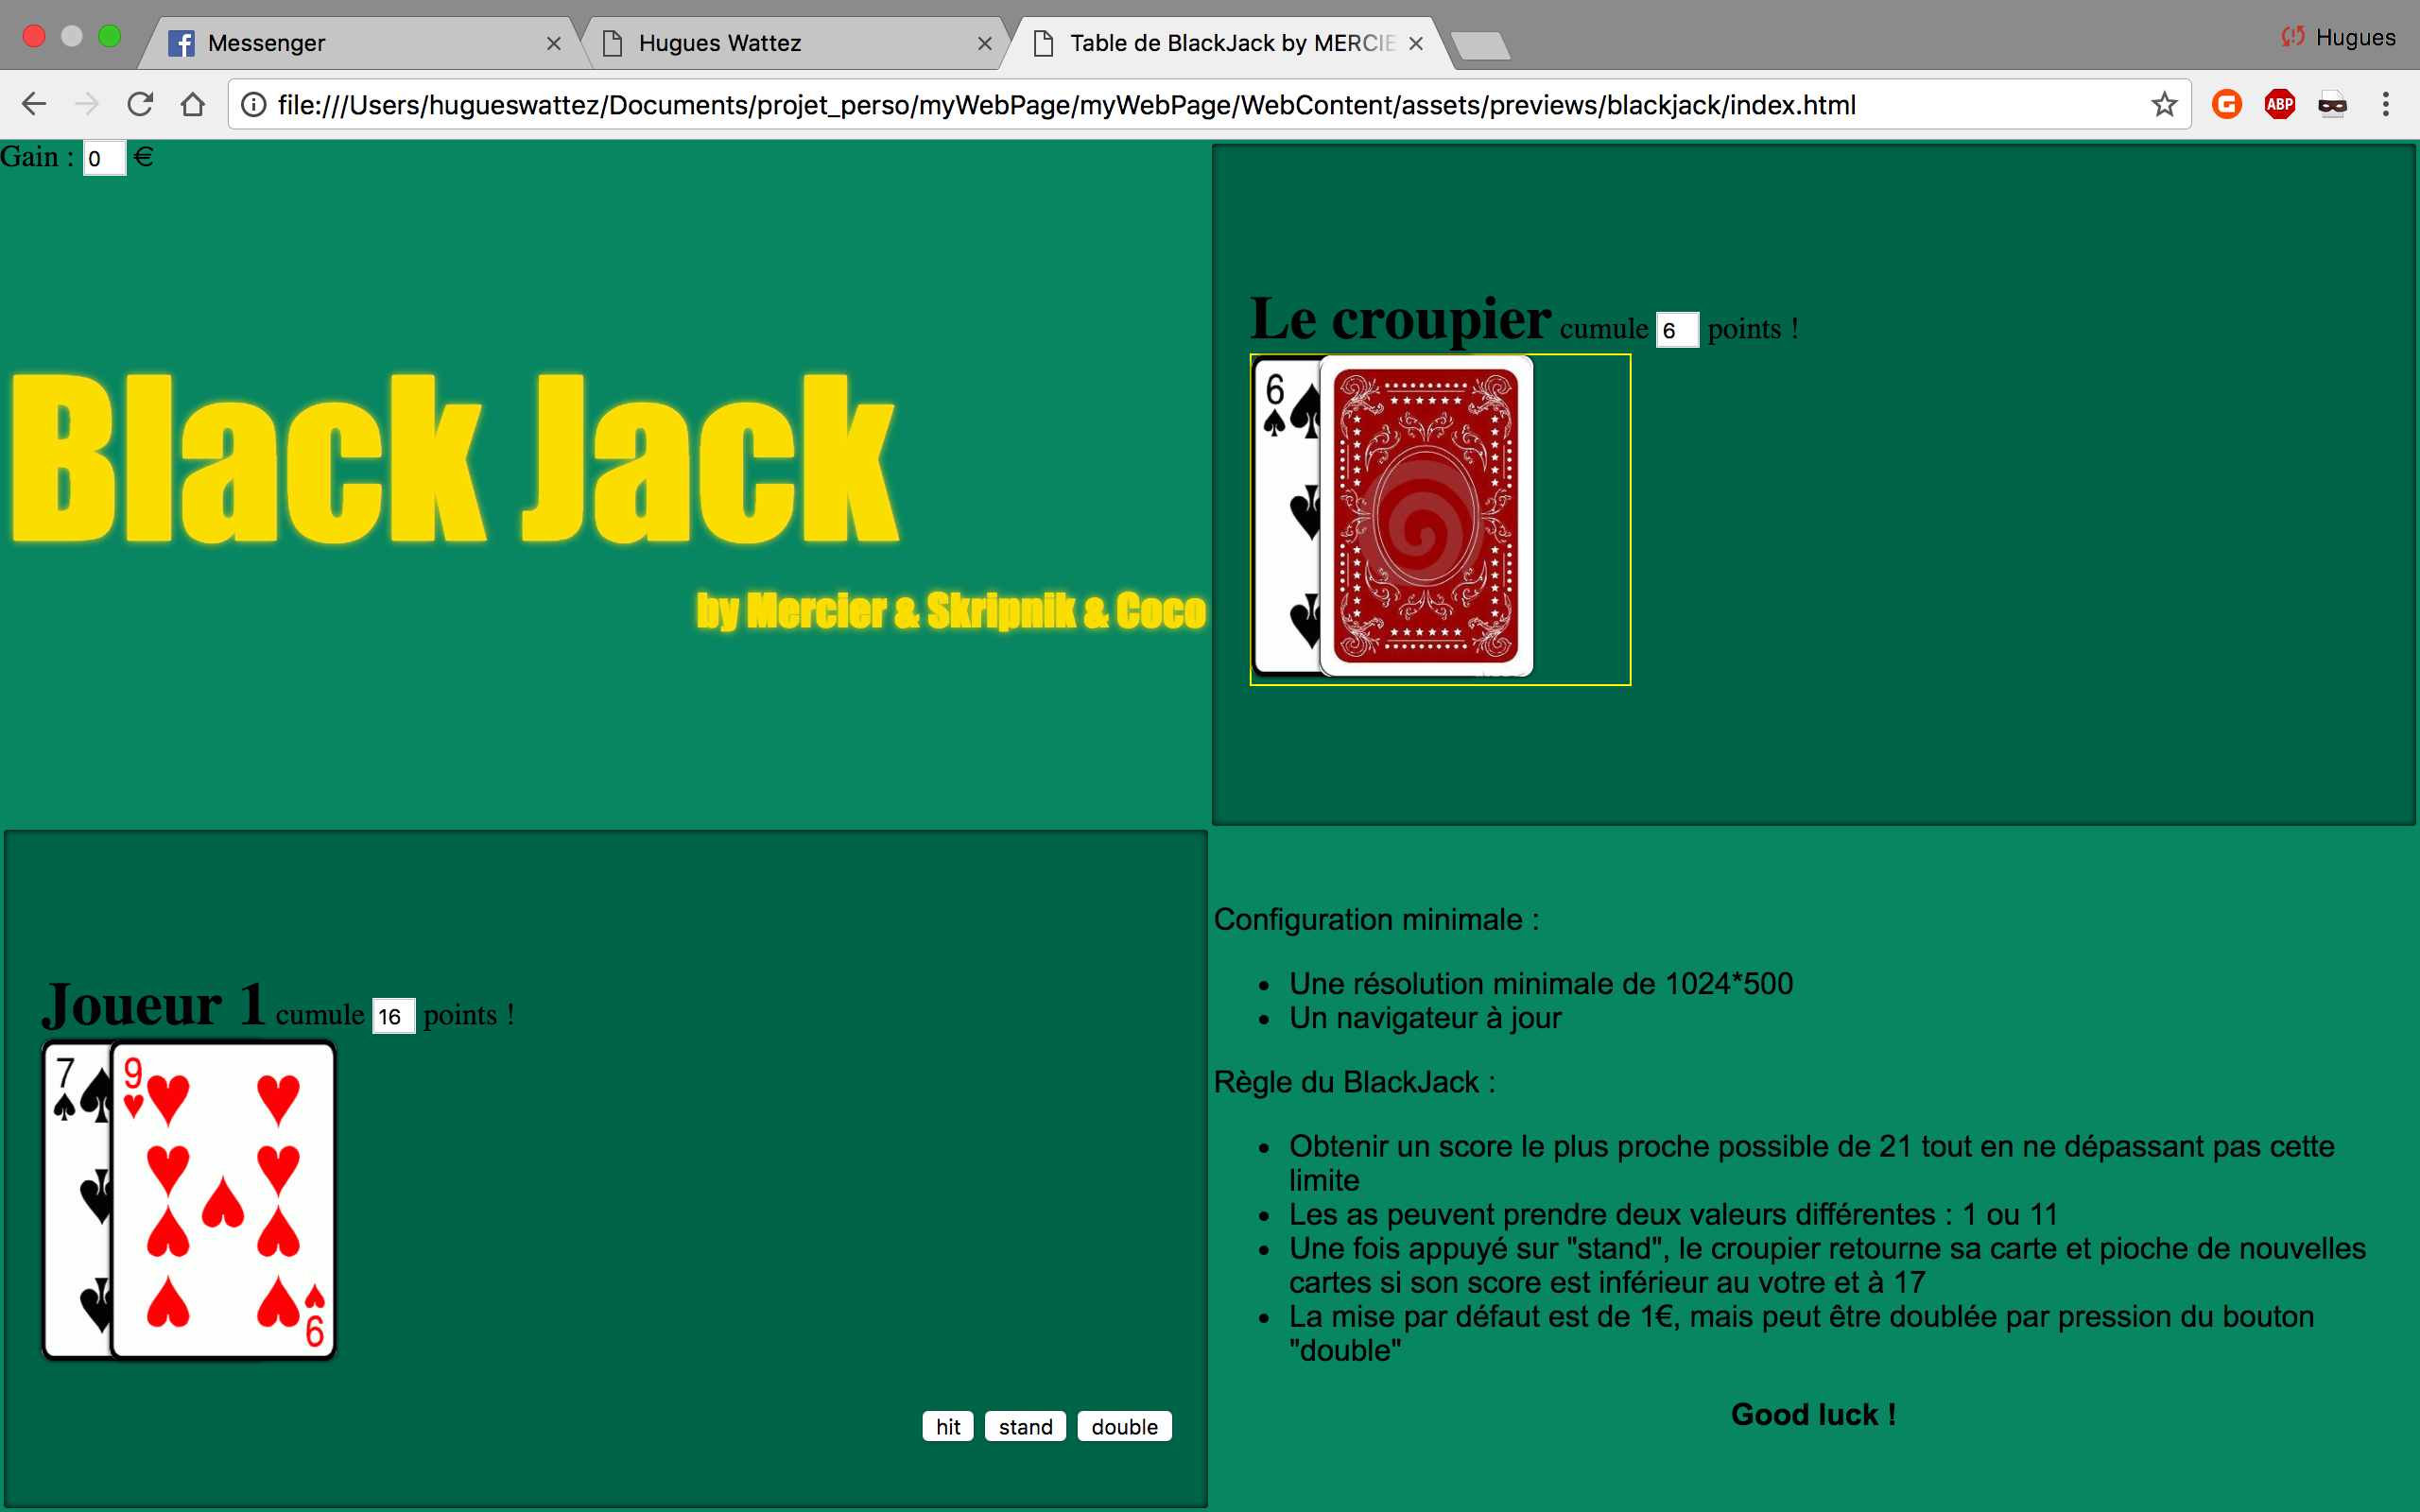 Messenger
Hugues Wattez
Table de BlackJack by MERCIE
Hugues
file:///Users/hugueswattez/Documents/projet_perso/myWebPage/myWebPage/WebContent/assets/previews/blackjack/index.html
ABP
Gain : 0 €
Black Jack
by Mercier & Skripnik & Coco
Le croupier cumule 6 points !
6
Joueur 1 cumule 16 points !
7 9
9
hit stand double
Configuration minimale :
• Une résolution minimale de 1024*500
• Un navigateur à jour
Règle du BlackJack :
• Obtenir un score le plus proche possible de 21 tout en ne dépassant pas cette
limite
• Les as peuvent prendre deux valeurs différentes : 1 ou 11
• Une fois appuyé sur "stand", le croupier retourne sa carte et pioche de nouvelles
cartes si son score est inférieur au votre et à 17
• La mise par défaut est de 1€, mais peut être doublée par pression du bouton
"double"
Good luck !